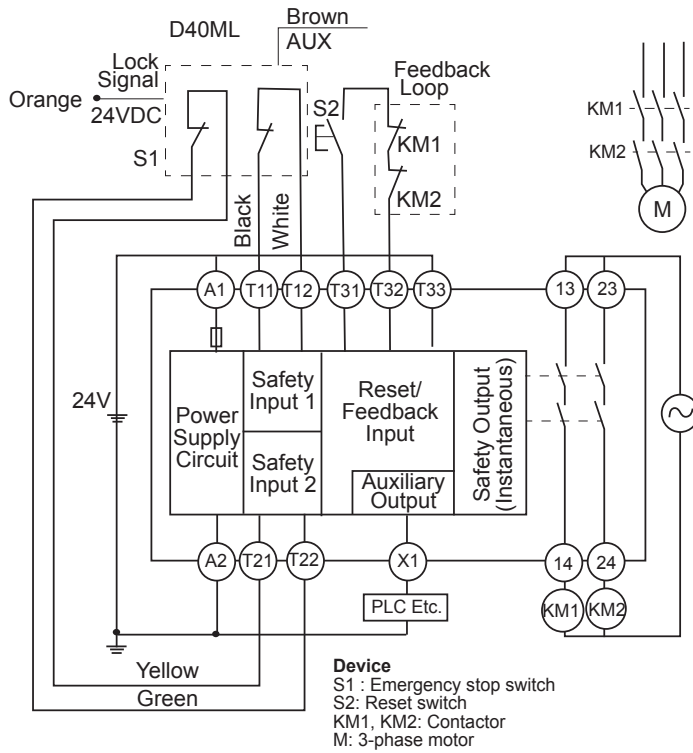 D40ML
Brown
AUX
Lock
Signal
Orange
24VDC
S1
S2
Feedback
Loop
KM1
KM2
KM1
KM2
M
Black
White
A1
T11
T12
T31
T32
T33
13
23
24V
Power
Supply
Circuit
Safety
Input 1
Safety
Input 2
Reset/
Feedback
Input
Auxiliary
Output
Safety Output
(Instantaneous)
A2
T21
T22
X1
14
24
PLC Etc.
KM1
KM2
Yellow
Green
Device
S1 : Emergency stop switch
S2: Reset switch
KM1, KM2: Contactor
M: 3-phase motor